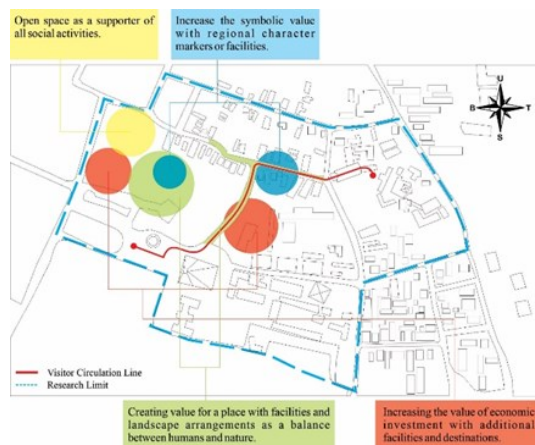 Open space as a supporter of
all social activities.
Increase the symbolic value
with regional character
markers or facilities.
U
B
T
S
Visitor Circulation Line
Research Limit
Creating value for a place with facilities and
landscape arrangements as a balance
between humans and nature.
Increasing the value of economic
investment with additional
facilities and destinations.